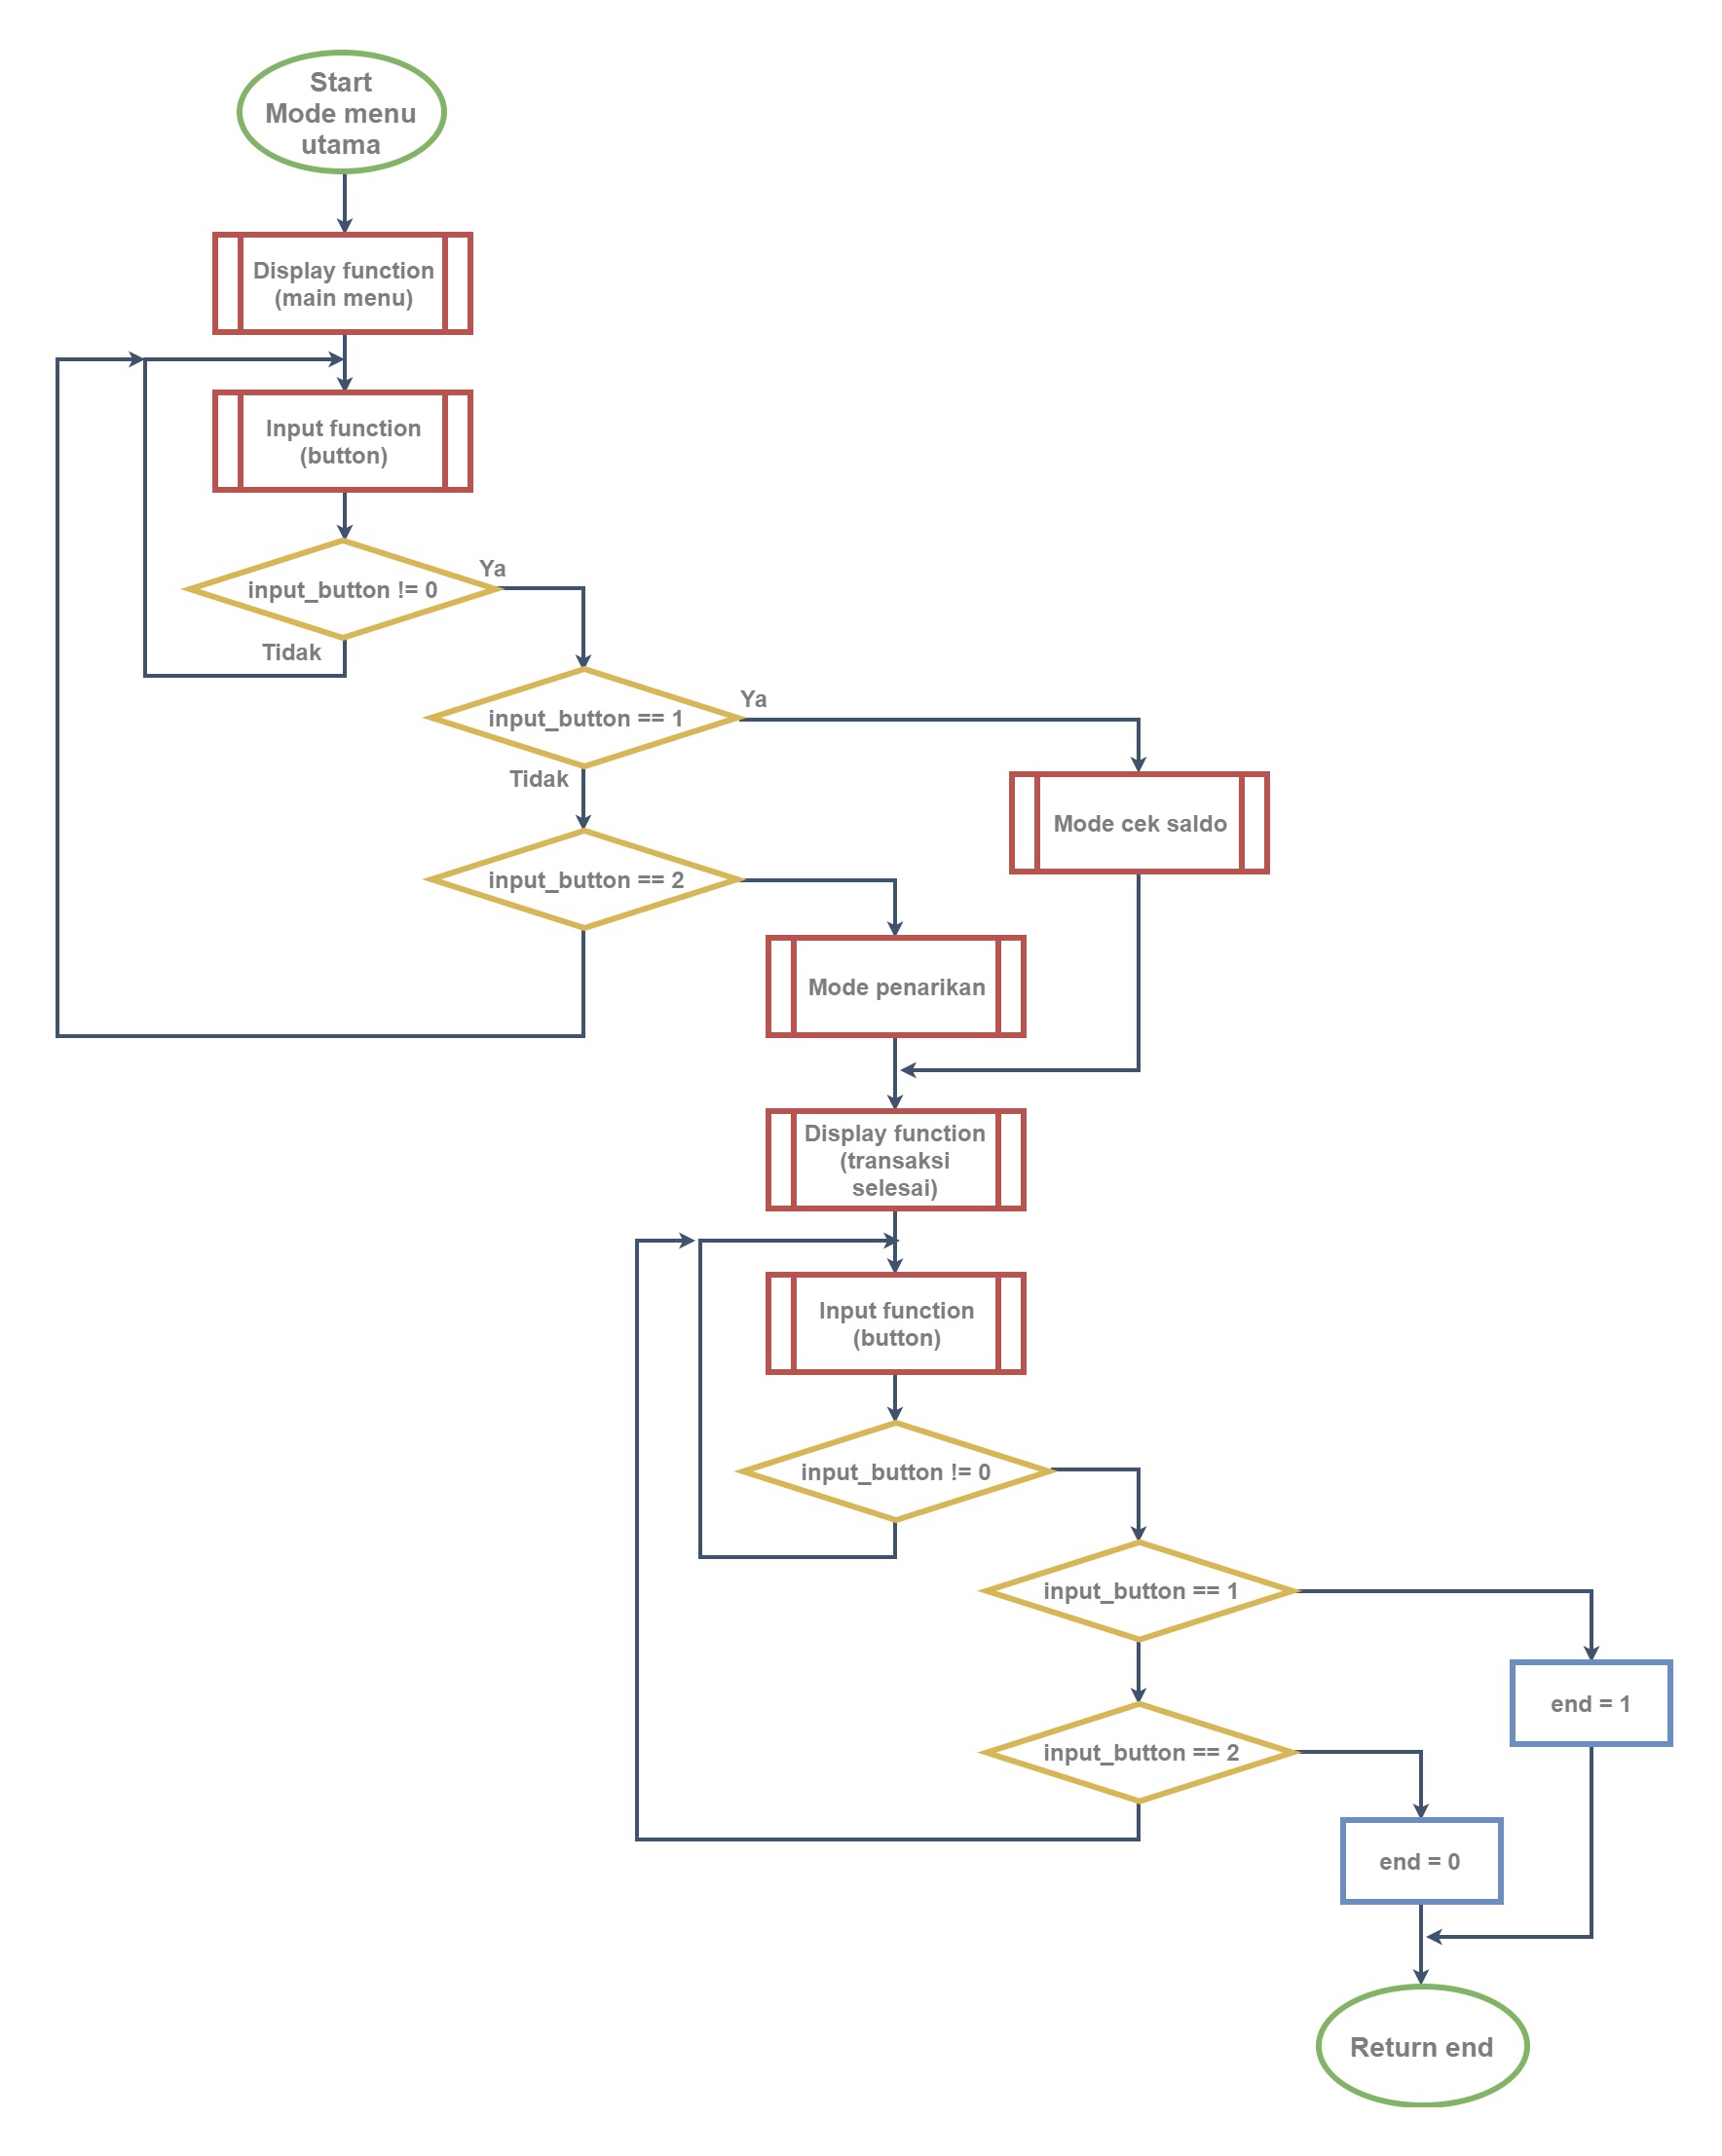 Start
Mode menu
utama
Display function
(main menu)
Input function
(button)
input_button != 0
Ya
Tidak
input_button == 1
Ya
Tidak
Mode cek saldo
input_button == 2
Mode penarikan
Display function
(transaksi
selesai)
Input function
(button)
input_button != 0
input_button == 1
end = 1
input_button == 2
end = 0
Return end